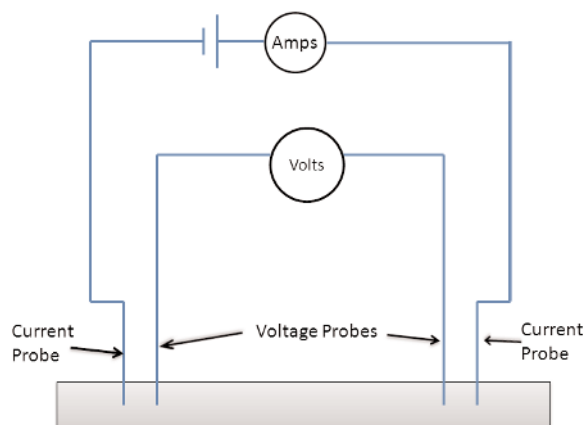 Amps
Volts
Current
Probe
Voltage Probes
Current
Probe